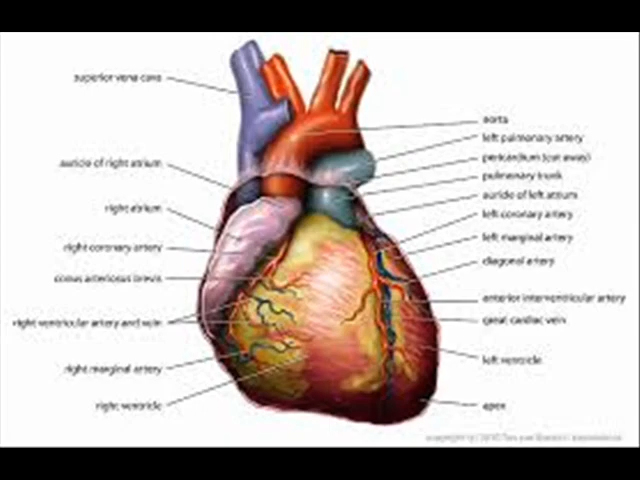 superior vena cava
auricle of right atrium
right atrium
right coronary artery
conus arteriosus brevis
right ventricular artery and vein
right marginal artery
right ventricle
aorta
left pulmonary artery
pericardium (cut away)
pulmonary trunk
auricle of left atrium
left coronary artery
left marginal artery
diagonal artery
anterior interventricular artery
great cardiac vein
left ventricle
apex
copyright